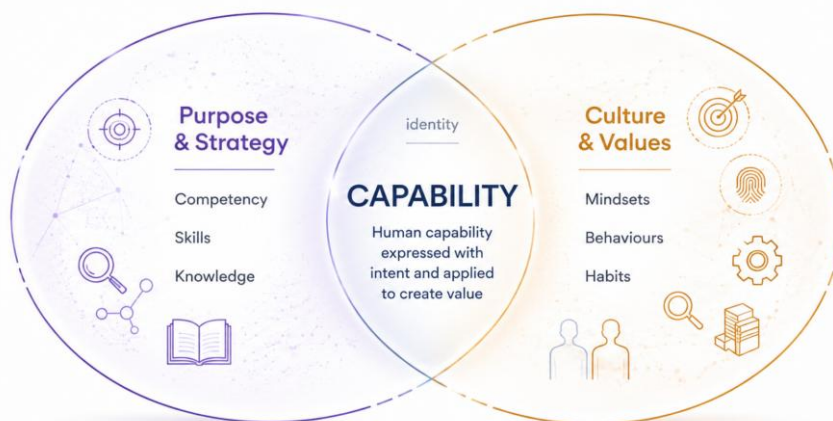 Purpose
& Strategy
Competency
Skills
Knowledge
identity
CAPABILITY
Human capability
expressed with
intent and applied
to create value
Culture
& Values
Mindsets
Behaviours
Habits